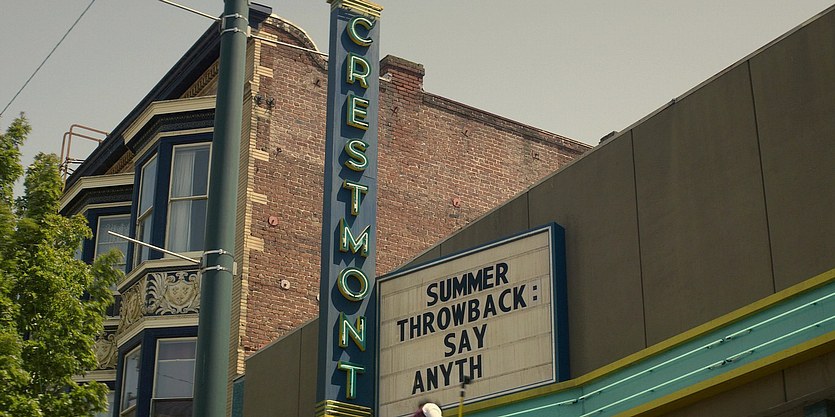 CRESTMONT
SUMMER
THROWBACK:
SAY
ANYTH